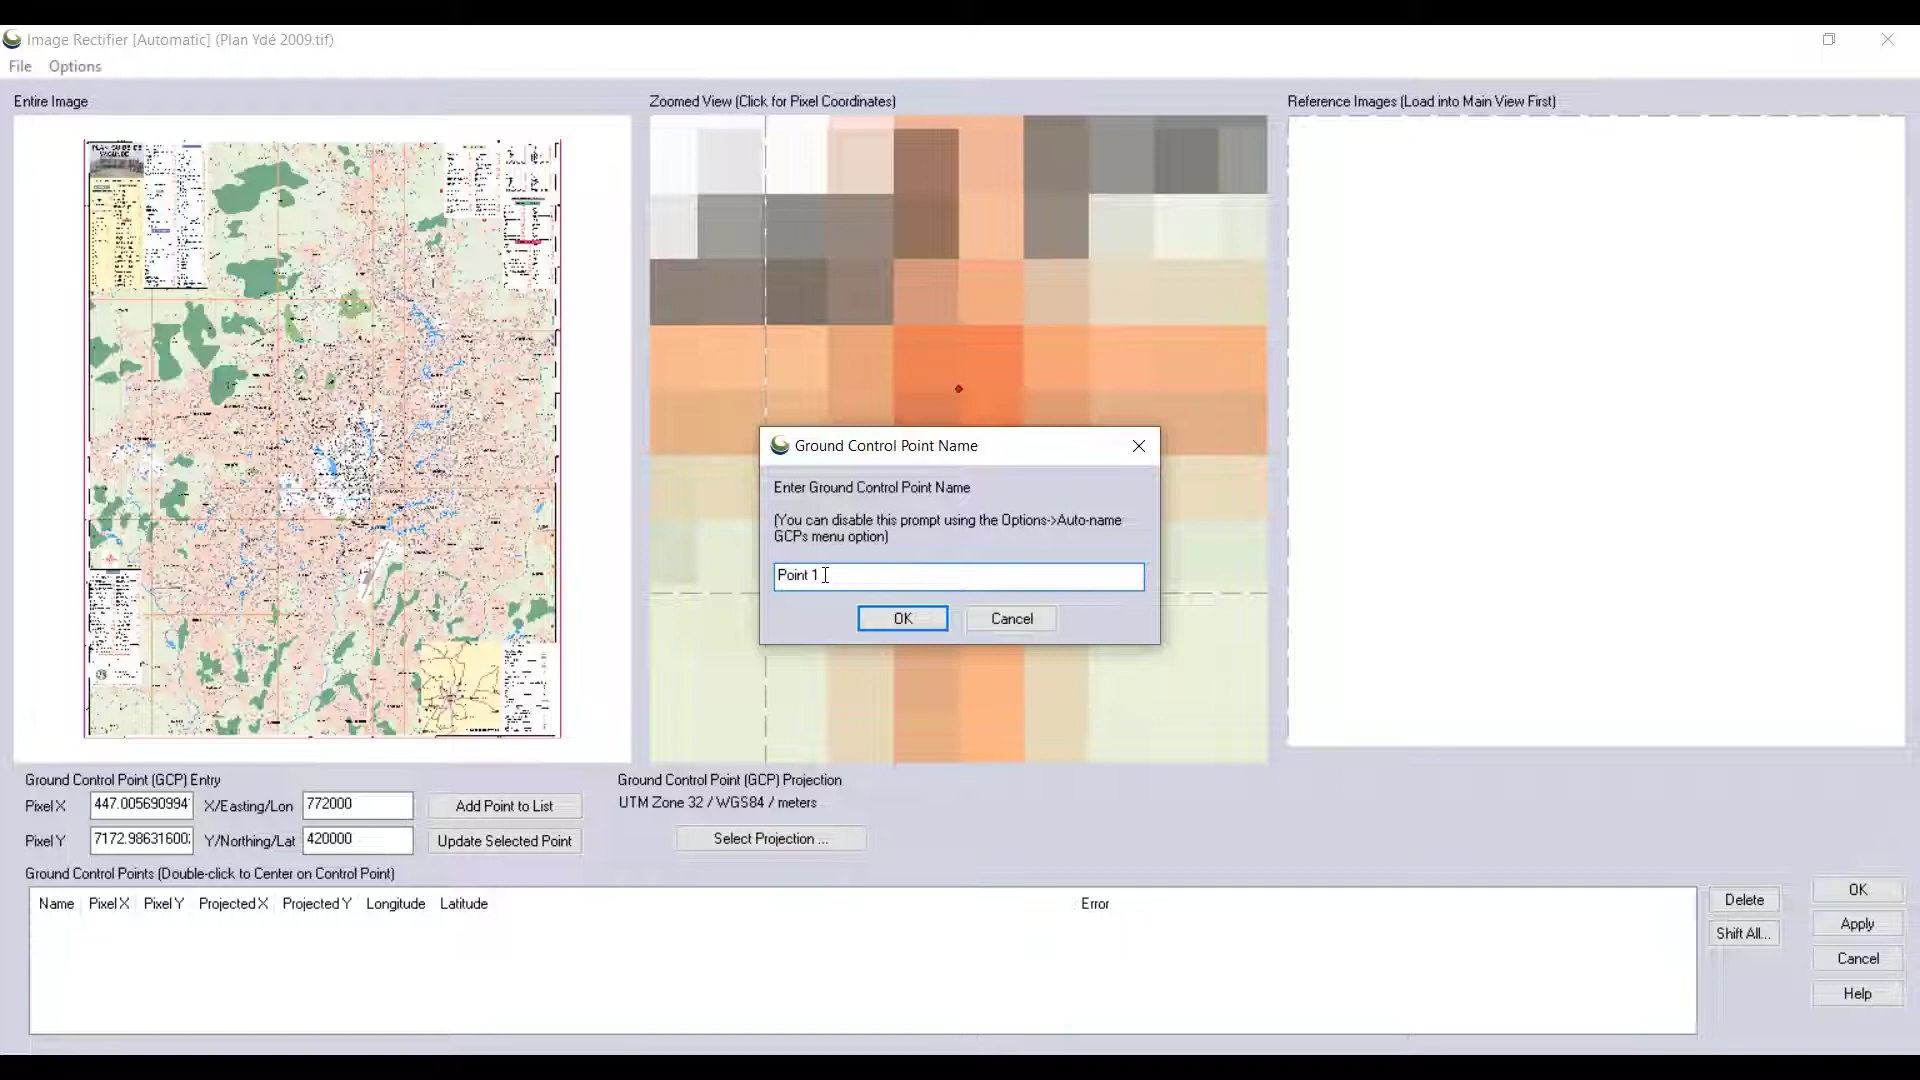 Image Rectifier [Automatic] (Plan Ydé 2009.tif)
File Options
Entire Image
Zoomed View (Click for Pixel Coordinates)
Reference Images (Load into Main View First)
PLAN GUIDE DE
Ground Control Point Name
Enter Ground Control Point Name
(You can disable this prompt using the Options->Auto-name
GCPs menu option)
Point 1
OK Cancel
Ground Control Point (GCP) Entry
Pixel X 447.005690994 X/Easting/Lon 772000 Add Point to List
Pixel Y 7172.98631600 Y/Northing/Lat 420000 Update Selected Point
Ground Control Point (GCP) Projection
UTM Zone 32 / WGS84 / meters
Select Projection ...
Ground Control Points (Double-click to Center on Control Point)
Name Pixel X Pixel Y Projected X Projected Y Longitude Latitude Error
Delete
Shift All...
OK
Apply
Cancel
Help